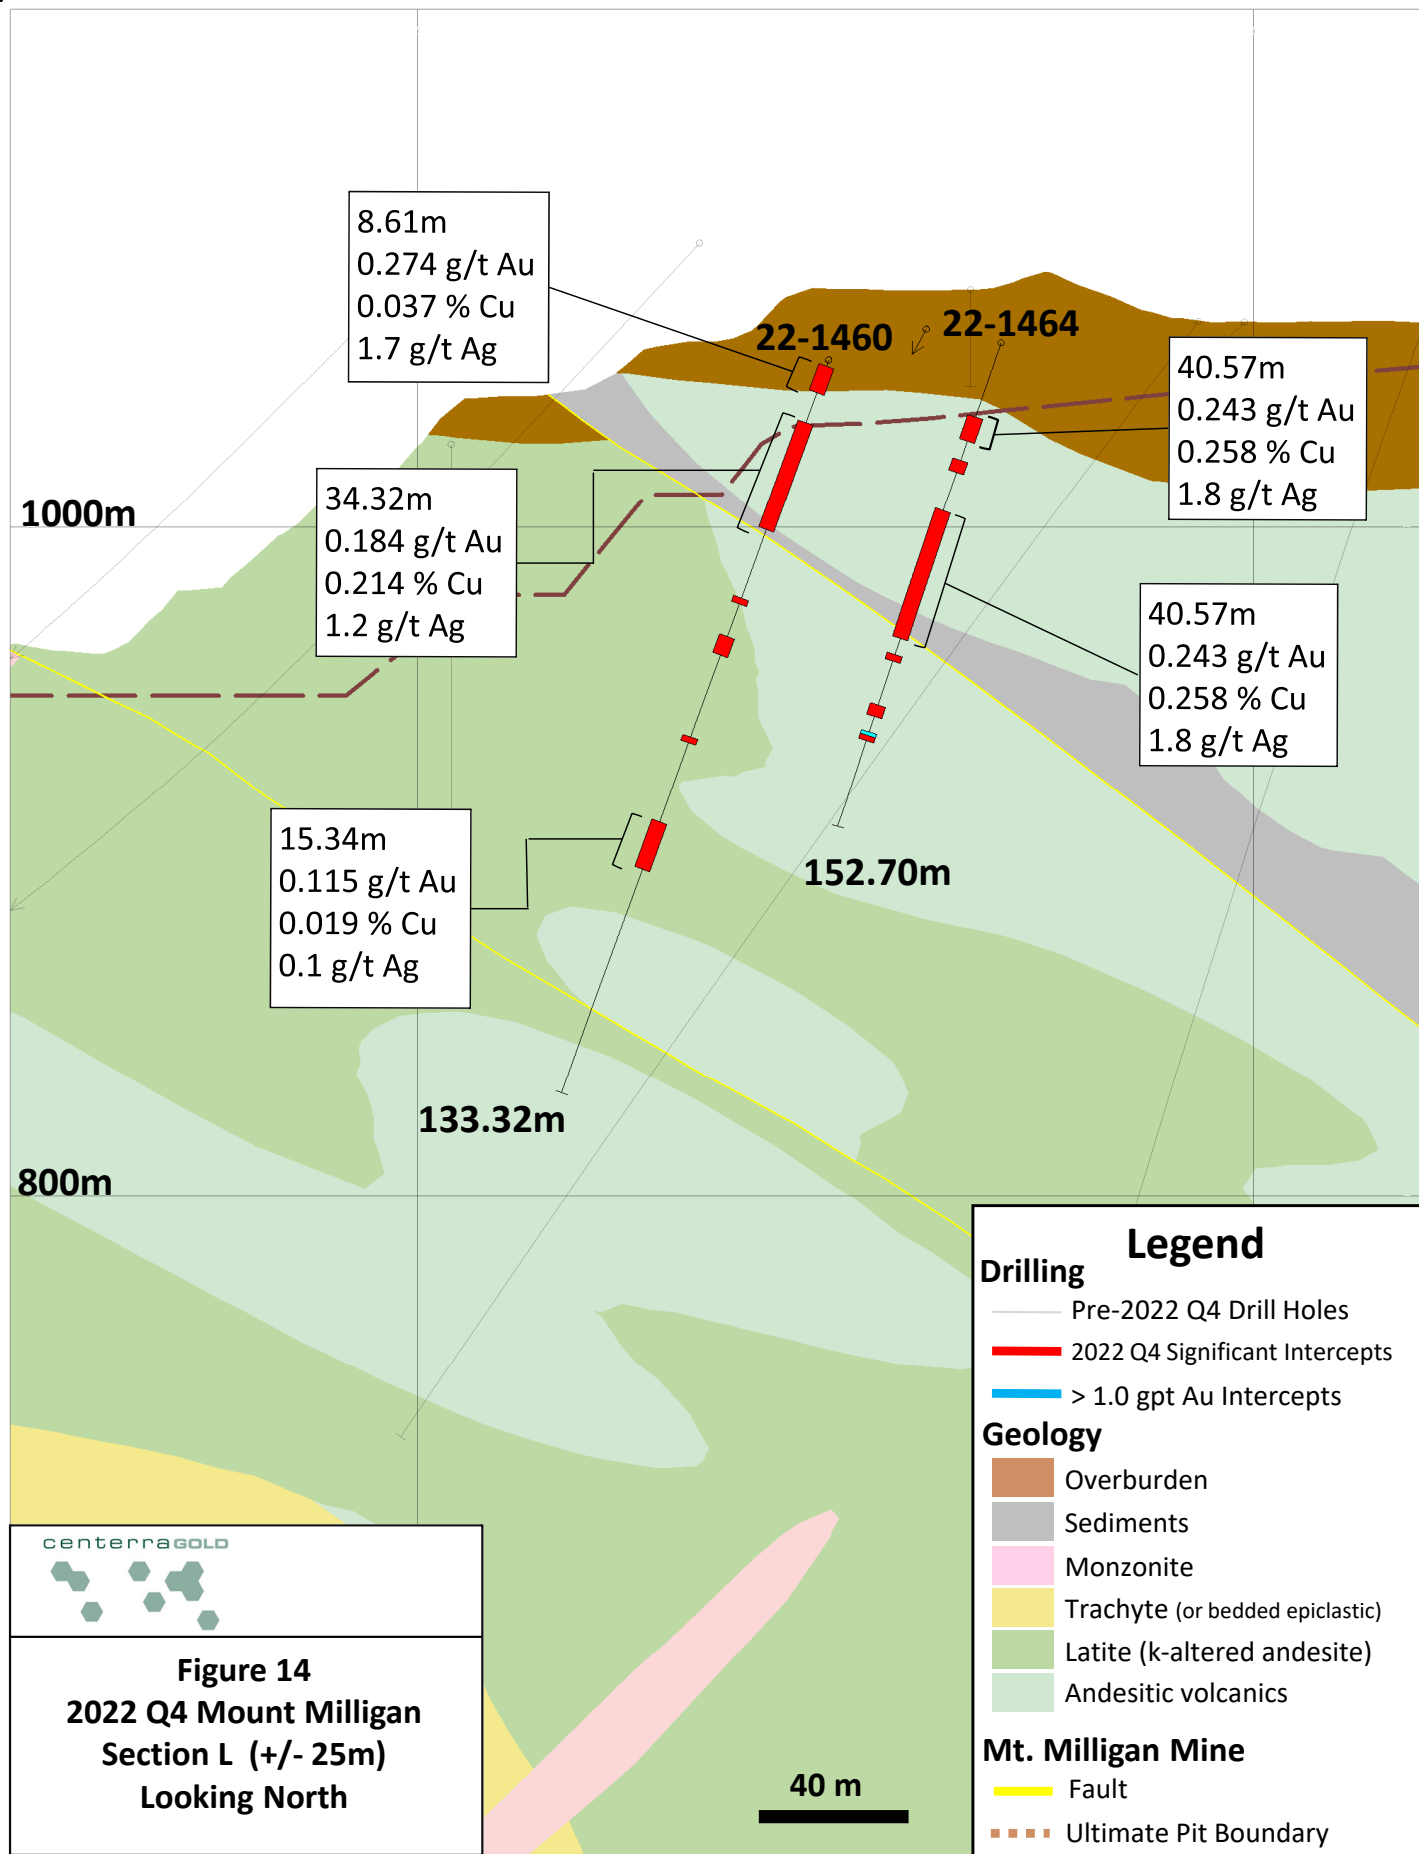 8.61m
0.274 g/t Au
0.037 % Cu
1.7 g/t Ag
22-1460
22-1464
40.57m
0.243 g/t Au
0.258 % Cu
1.8 g/t Ag
34.32m
0.184 g/t Au
0.214 % Cu
1.2 g/t Ag
1000m
40.57m
0.243 g/t Au
0.258 % Cu
1.8 g/t Ag
15.34m
0.115 g/t Au
0.019 % Cu
0.1 g/t Ag
152.70m
133.32m
800m
Legend
Drilling
Pre-2022 Q4 Drill Holes
2022 Q4 Significant Intercepts
> 1.0 gpt Au Intercepts
Geology
Overburden
Sediments
Monzonite
Trachyte (or bedded epiclastic)
Latite (k-altered andesite)
Andesitic volcanics
Mt. Milligan Mine
Fault
Ultimate Pit Boundary
centerraGOLD
Figure 14
2022 Q4 Mount Milligan
Section L (+/- 25m)
Looking North
40 m